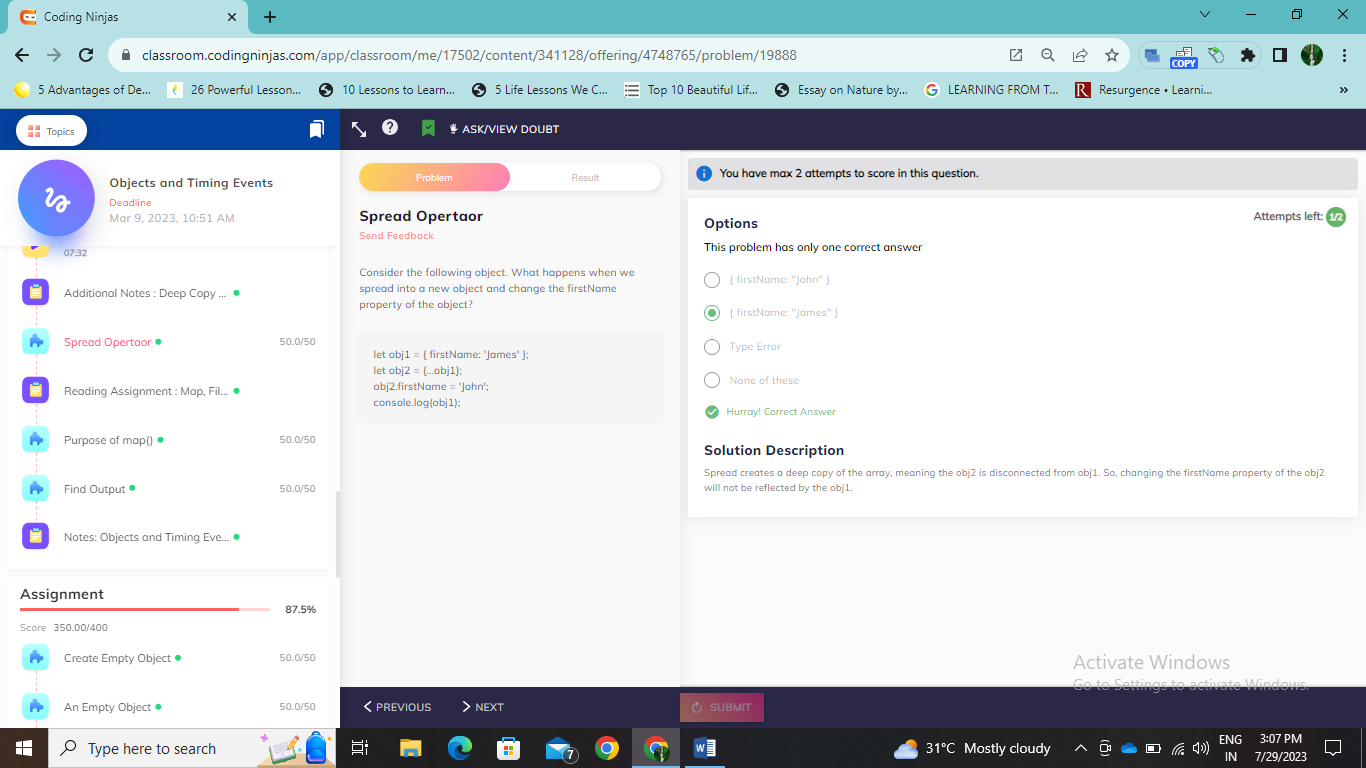 Coding Ninjas
classroom.codingninjas.com/app/classroom/me/17502/content/341128/offering/4748765/problem/19888
COPY
5 Advantages of De...
26 Powerful Lesson...
10 Lessons to Learn...
5 Life Lessons We C...
Top 10 Beautiful Lif...
Essay on Nature by...
LEARNING FROM T...
Resurgence • Learni...
»
Topics
ASK/VIEW DOUBT
Objects and Timing Events
Deadline
Mar 9, 2023, 10:51 AM
07:32
Additional Notes : Deep Copy ...
Spread Opertaor
50.0/50
Reading Assignment : Map, Fil...
Purpose of map()
50.0/50
Find Output
50.0/50
Notes: Objects and Timing Eve...
Assignment
87.5%
Score 350.00/400
Create Empty Object
50.0/50
An Empty Object
50.0/50
Problem
Result
Spread Opertaor
Send Feedback
Consider the following object. What happens when we
spread into a new object and change the firstName
property of the object?
let obj1 = { firstName: 'James' };
let obj2 = {...obj1};
obj2.firstName = 'John';
console.log(obj1);
PREVIOUS
NEXT
You have max 2 attempts to score in this question.
Options
Attempts left: 1/2
This problem has only one correct answer
{ firstName: "John" }
{ firstName: "James" }
Type Error
None of these
Hurray! Correct Answer
Solution Description
Spread creates a deep copy of the array, meaning the obj2 is disconnected from obj1. So, changing the firstName property of the obj2
will not be reflected by the obj1.
SUBMIT
Activate Windows
Go to Settings to activate Windows.
Type here to search
7
31°C Mostly cloudy
ENG
IN
3:07 PM
7/29/2023